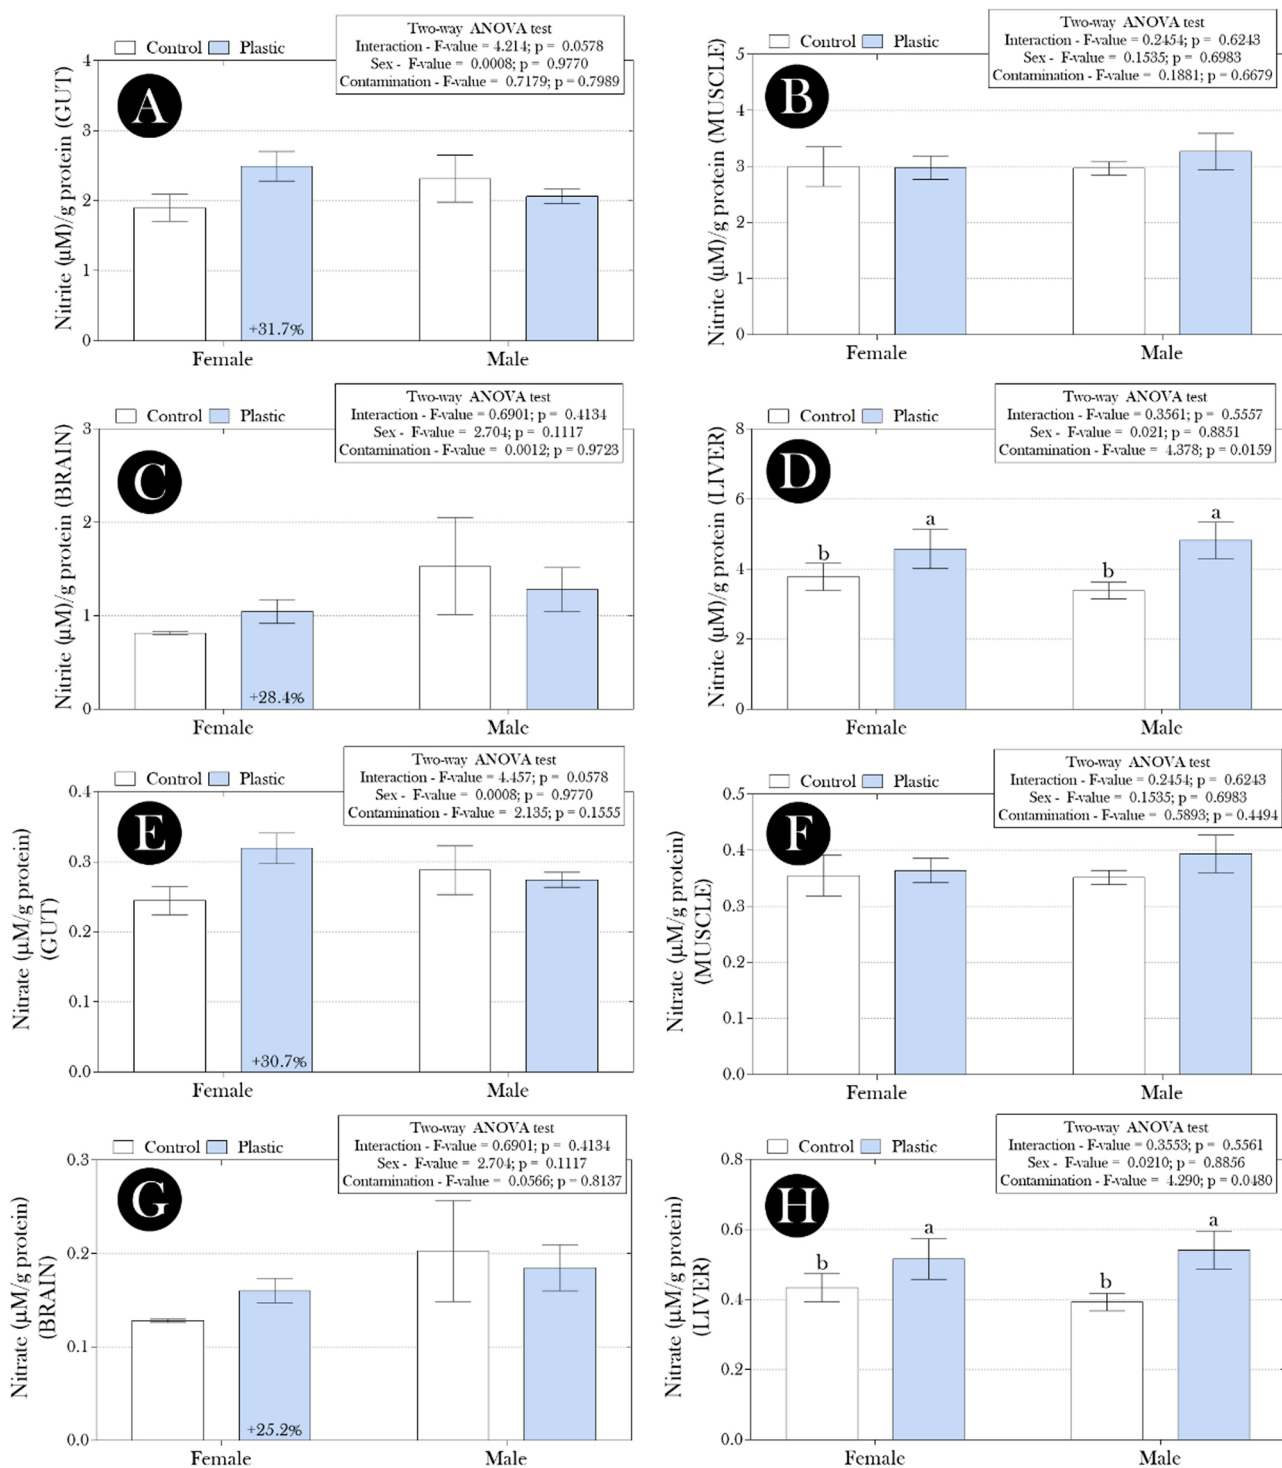 Two-way ANOVA test
Interaction - F-value = 4.214; p = 0.0578
Sex - F-value = 0.0008; p = 0.9770
Contamination - F-value = 0.7179; p = 0.7989
Control Plastic
A
Nitrite (μM)/g protein (GUT)
4
3
2
1
0
+31.7%
Female Male
Two-way ANOVA test
Interaction - F-value = 0.2454; p = 0.6243
Sex - F-value = 0.1535; p = 0.6983
Contamination - F-value = 0.1881; p = 0.6679
Control Plastic
B
Nitrite (μM)/g protein (MUSCLE)
5
4
3
2
1
0
Female Male
Two-way ANOVA test
Interaction - F-value = 0.6901; p = 0.4134
Sex - F-value = 2.704; p = 0.1117
Contamination - F-value = 0.0012; p = 0.9723
Control Plastic
C
Nitrite (μM)/g protein (BRAIN)
3
2
1
0
+28.4%
Female Male
Two-way ANOVA test
Interaction - F-value = 0.3561; p = 0.5557
Sex - F-value = 0.021; p = 0.8851
Contamination - F-value = 4.378; p = 0.0159
Control Plastic
D
Nitrite (μM)/g protein (LIVER)
8
6
4
2
0
b a b a
Female Male
Two-way ANOVA test
Interaction - F-value = 4.457; p = 0.0578
Sex - F-value = 0.0008; p = 0.9770
Contamination - F-value = 2.135; p = 0.1555
Control Plastic
E
Nitrate (μM/g protein)
(GUT)
0.4
0.3
0.2
0.1
0.0
+30.7%
Female Male
Two-way ANOVA test
Interaction - F-value = 0.2454; p = 0.6243
Sex - F-value = 0.1535; p = 0.6983
Contamination - F-value = 0.5893; p = 0.4494
Control Plastic
F
Nitrate (μM/g protein)
(MUSCLE)
0.5
0.4
0.3
0.2
0.1
0.0
Female Male
Two-way ANOVA test
Interaction - F-value = 0.6901; p = 0.4134
Sex - F-value = 2.704; p = 0.1117
Contamination - F-value = 0.0566; p = 0.8137
Control Plastic
G
Nitrate (μM/g protein)
(BRAIN)
0.3
0.2
0.1
0.0
+25.2%
Female Male
Two-way ANOVA test
Interaction - F-value = 0.3553; p = 0.5561
Sex - F-value = 0.0210; p = 0.8856
Contamination - F-value = 4.290; p = 0.0480
Control Plastic
H
Nitrate (μM/g protein)
(LIVER)
0.8
0.6
0.4
0.2
0.0
b a b a
Female Male